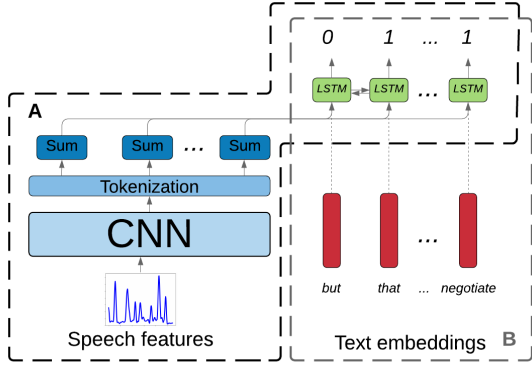 0 1 ... 1
LSTM LSTM ... LSTM
A
Sum Sum ... Sum
Tokenization
CNN
...
but that ... negotiate
Speech features
Text embeddings B